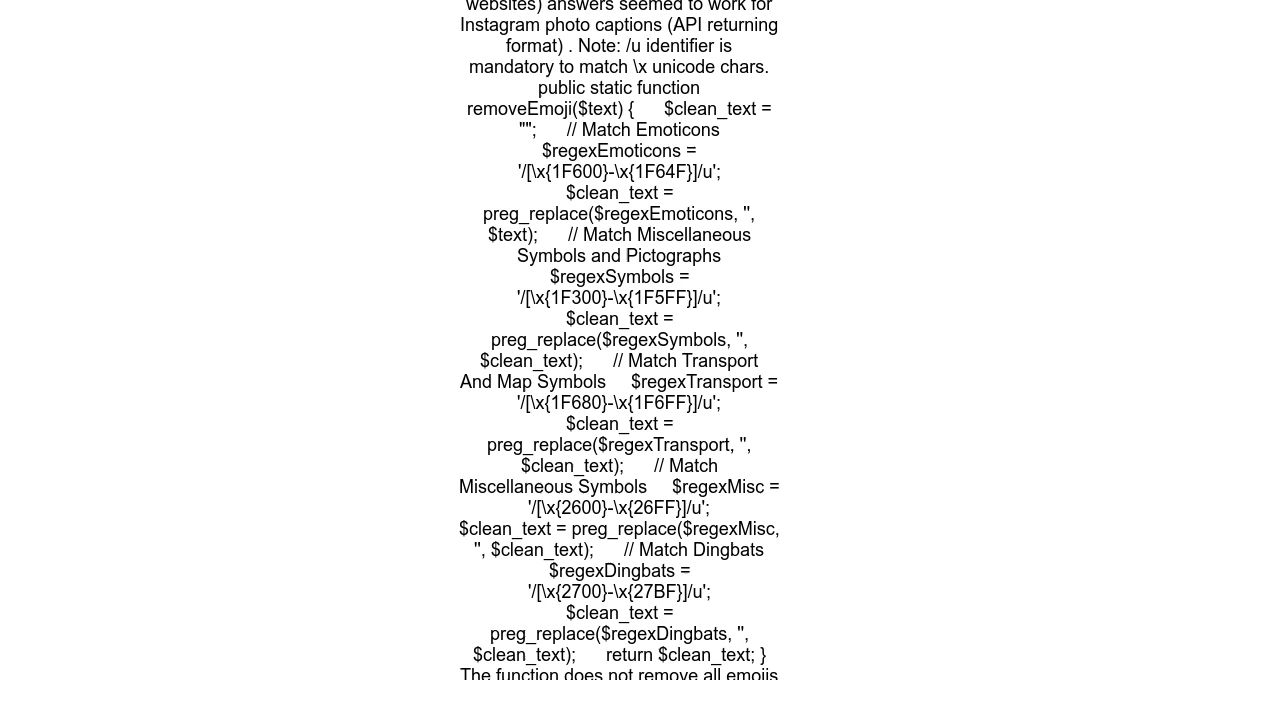 websites) answers seemed to work for
Instagram photo captions (API returning
format) . Note: /u identifier is
mandatory to match \x unicode chars.
public static function
removeEmoji($text) {      $clean_text =
"";      // Match Emoticons
$regexEmoticons =
'/[\x{1F600}-\x{1F64F}]/u';
$clean_text =
preg_replace($regexEmoticons, '',
$text);      // Match Miscellaneous
Symbols and Pictographs
$regexSymbols =
'/[\x{1F300}-\x{1F5FF}]/u';
$clean_text =
preg_replace($regexSymbols, '',
$clean_text);      // Match Transport
And Map Symbols     $regexTransport =
'/[\x{1F680}-\x{1F6FF}]/u';
$clean_text =
preg_replace($regexTransport, '',
$clean_text);      // Match
Miscellaneous Symbols     $regexMisc =
'/[\x{2600}-\x{26FF}]/u';
$clean_text = preg_replace($regexMisc,
'', $clean_text);      // Match Dingbats
$regexDingbats =
'/[\x{2700}-\x{27BF}]/u';
$clean_text =
preg_replace($regexDingbats, '',
$clean_text);      return $clean_text; }
The function does not remove all emojis